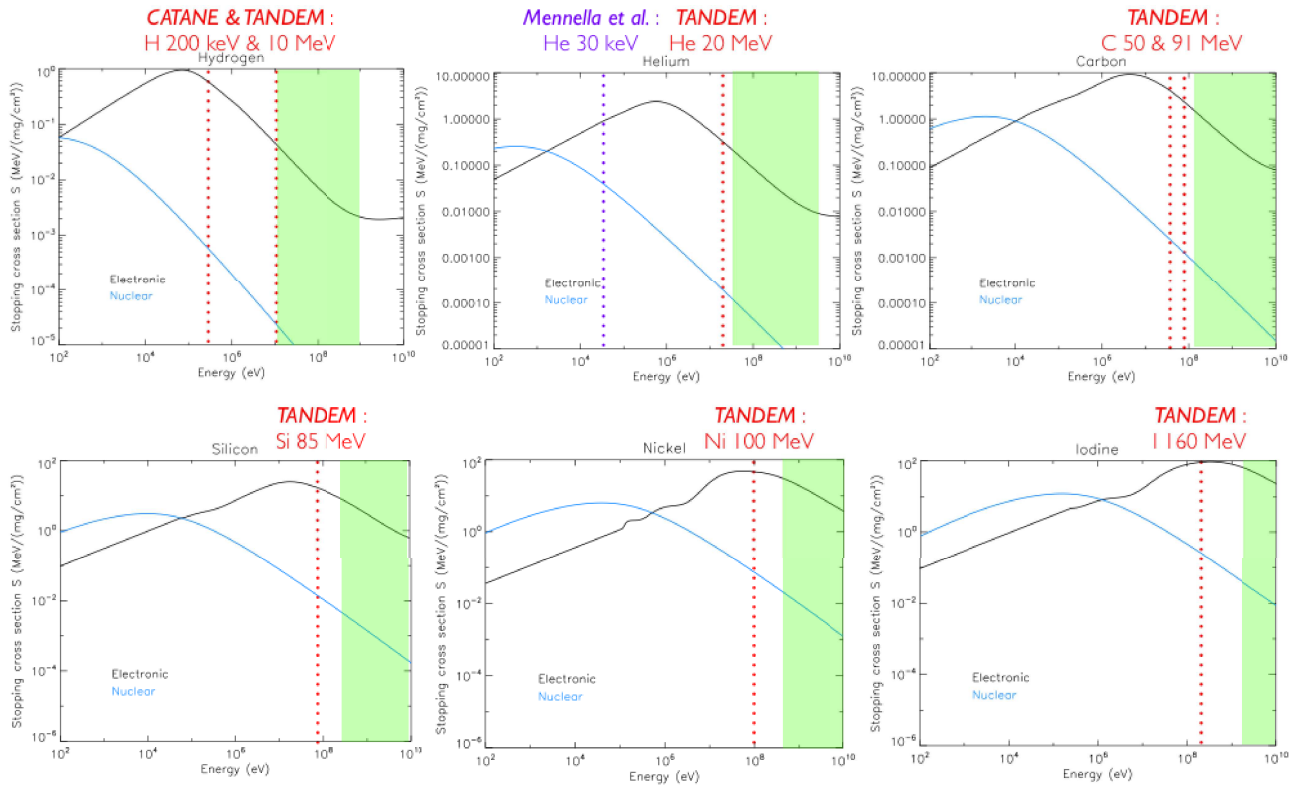 CATANE & TANDEM :
H 200 keV & 10 MeV
Hydrogen
Stopping cross section S (MeV/(mg/cm²))
10⁰
10⁻¹
10⁻²
10⁻³
10⁻⁴
10⁻⁵
Electronic
Nuclear
10² 10⁴ 10⁶ 10⁸ 10¹⁰
Energy (eV)
Mennella et al. : TANDEM :
He 30 keV He 20 MeV
Helium
Stopping cross section S (MeV/(mg/cm²))
10.00000
1.00000
0.10000
0.01000
0.00100
0.00010
0.00001
Electronic
Nuclear
10² 10⁴ 10⁶ 10⁸ 10¹⁰
Energy (eV)
TANDEM :
C 50 & 91 MeV
Carbon
Stopping cross section S (MeV/(mg/cm²))
10.00000
1.00000
0.10000
0.01000
0.00100
0.00010
0.00001
Electronic
Nuclear
10² 10⁴ 10⁶ 10⁸ 10¹⁰
Energy (eV)
TANDEM :
Si 85 MeV
Silicon
Stopping cross section S (MeV/(mg/cm²))
10²
10⁰
10⁻²
10⁻⁴
10⁻⁶
Electronic
Nuclear
10² 10⁴ 10⁶ 10⁸ 10¹⁰
Energy (eV)
TANDEM :
Ni 100 MeV
Nickel
Stopping cross section S (MeV/(mg/cm²))
10²
10⁰
10⁻²
10⁻⁴
10⁻⁶
Electronic
Nuclear
10² 10⁴ 10⁶ 10⁸ 10¹⁰
Energy (eV)
TANDEM :
I 160 MeV
Iodine
Stopping cross section S (MeV/(mg/cm²))
10²
10⁰
10⁻²
10⁻⁴
10⁻⁶
Electronic
Nuclear
10² 10⁴ 10⁶ 10⁸ 10¹⁰
Energy (eV)